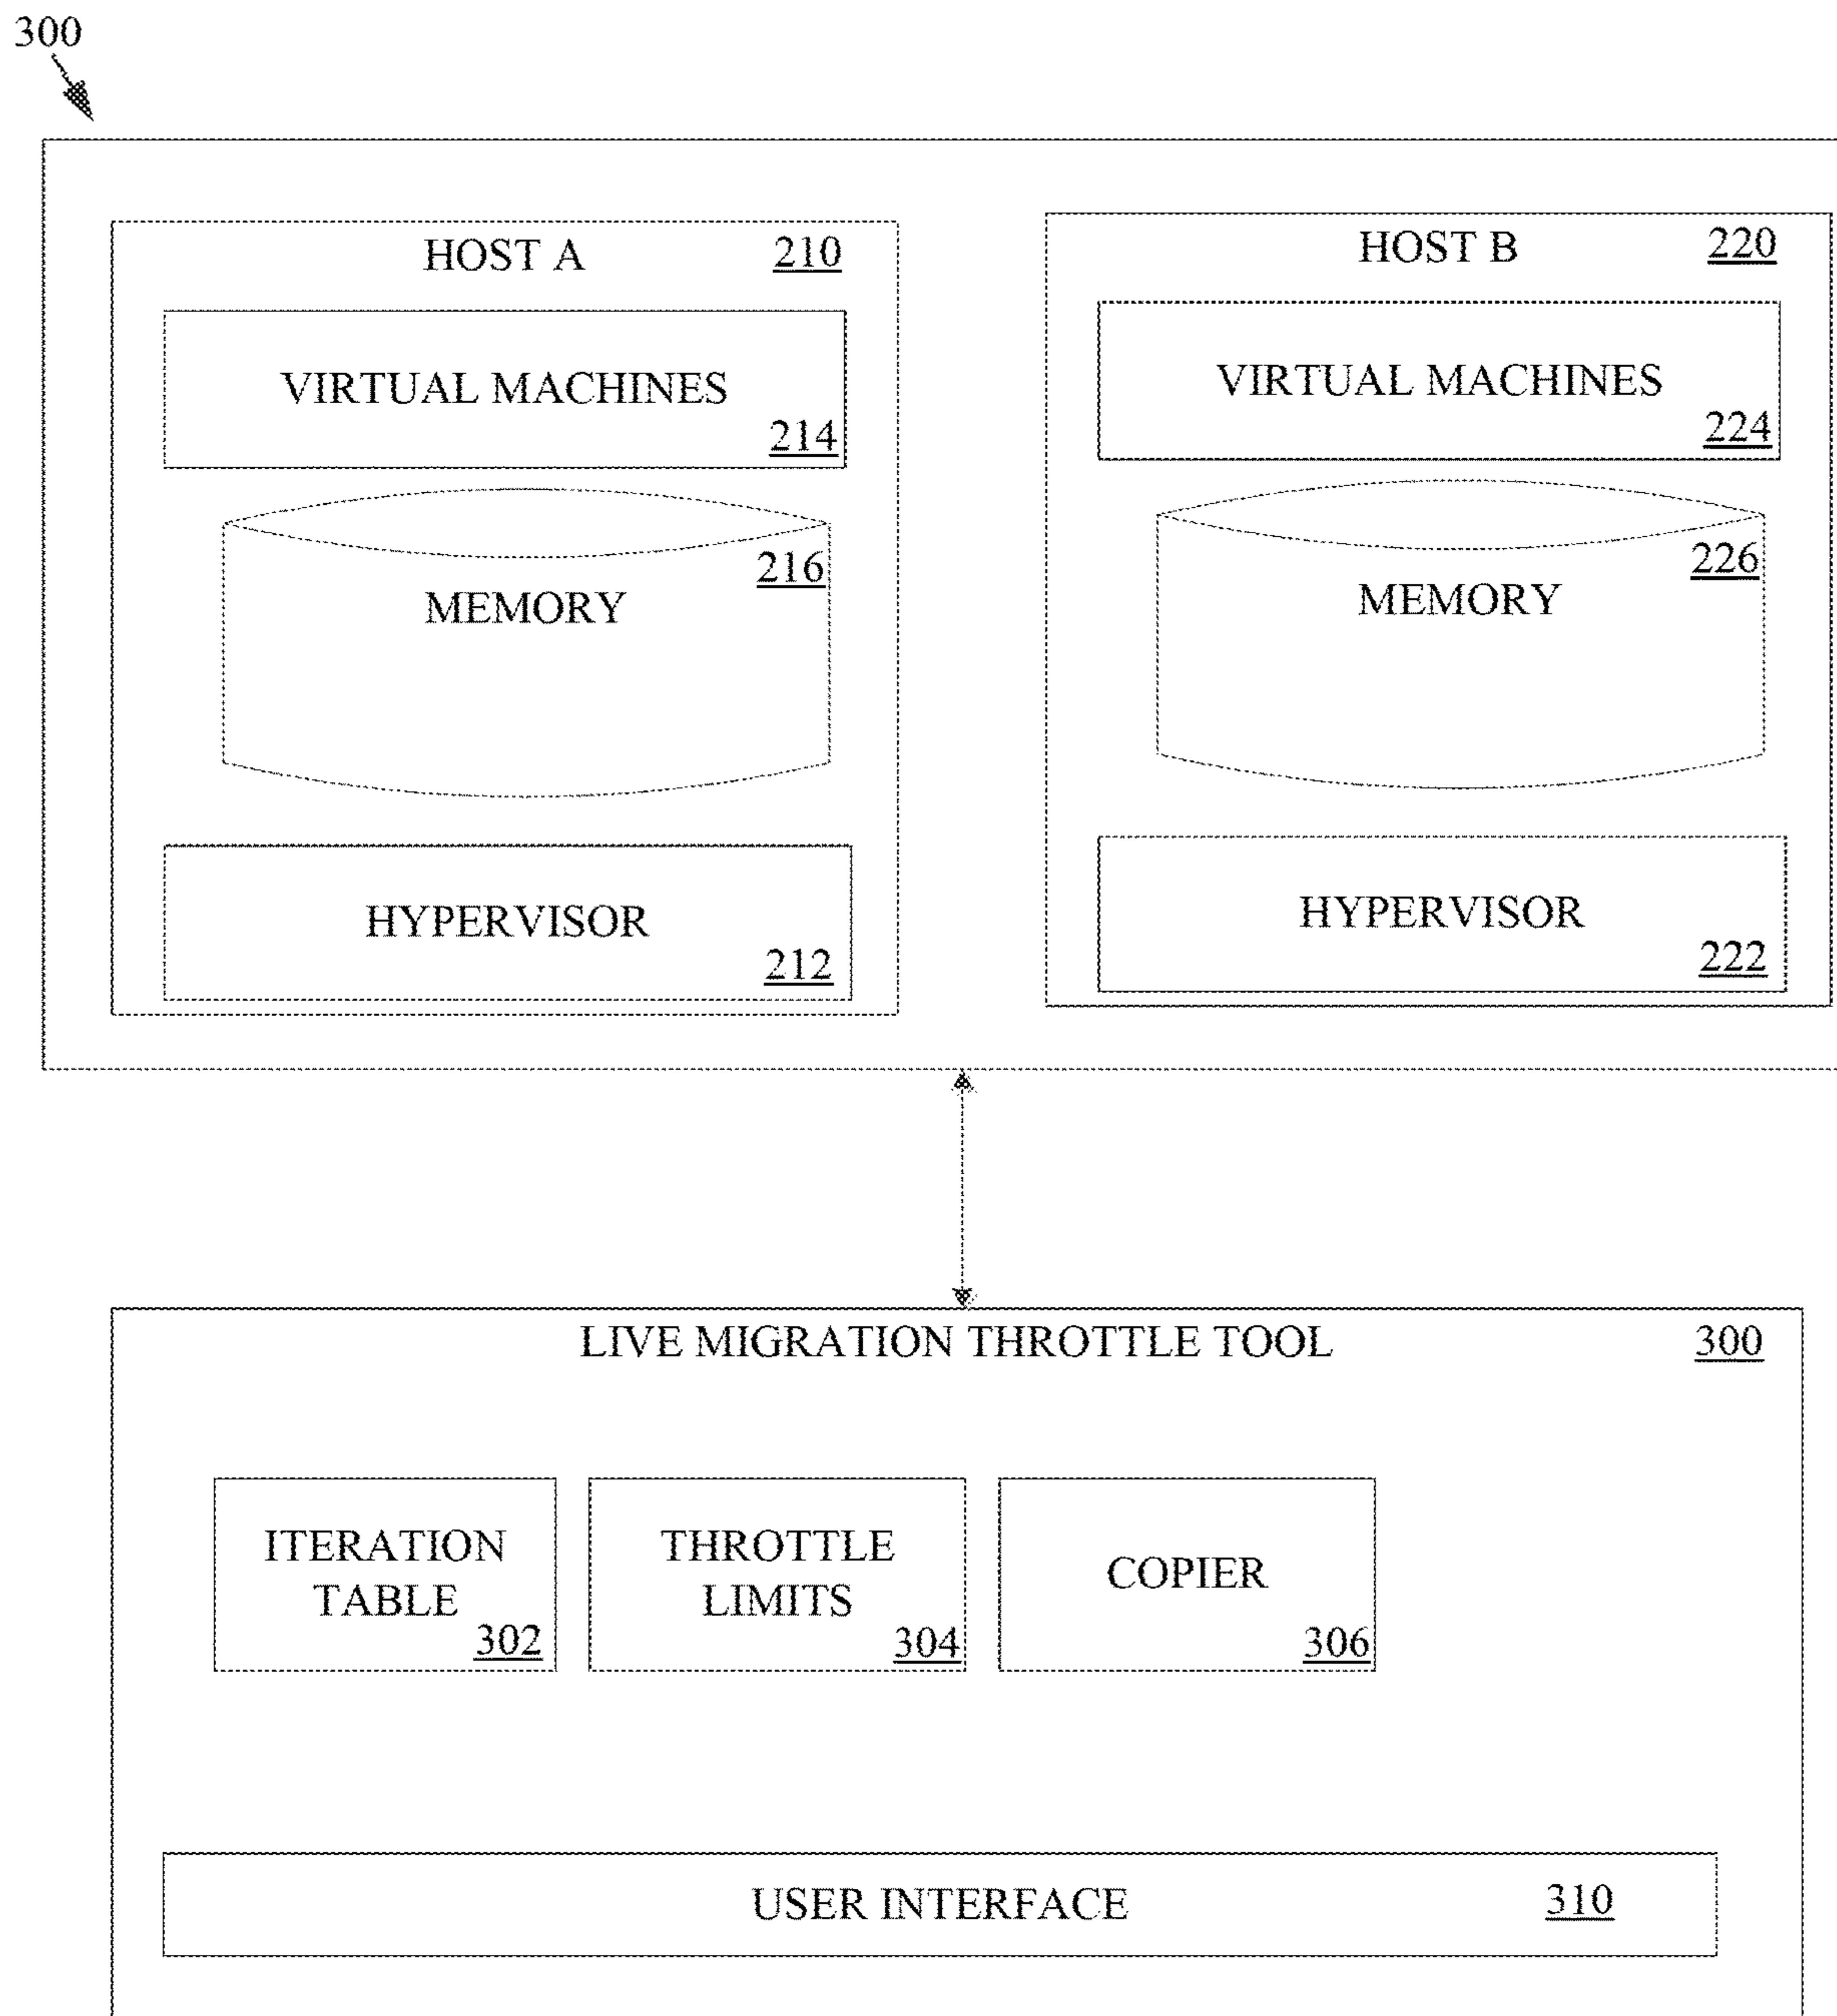 300
HOST A 210
VIRTUAL MACHINES
214
216
MEMORY
HYPERVISOR
212
HOST B 220
VIRTUAL MACHINES
224
226
MEMORY
HYPERVISOR
222
LIVE MIGRATION THROTTLE TOOL 300
ITERATION
TABLE
302
THROTTLE
LIMITS
304
COPIER
306
USER INTERFACE 310